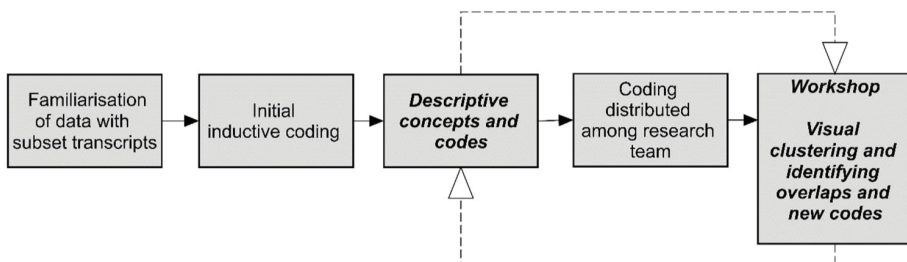 Familiarisation
of data with
subset transcripts
Initial
inductive coding
Descriptive
concepts and
codes
Coding
distributed
among research
team
Workshop
Visual
clustering and
identifying
overlaps and
new codes